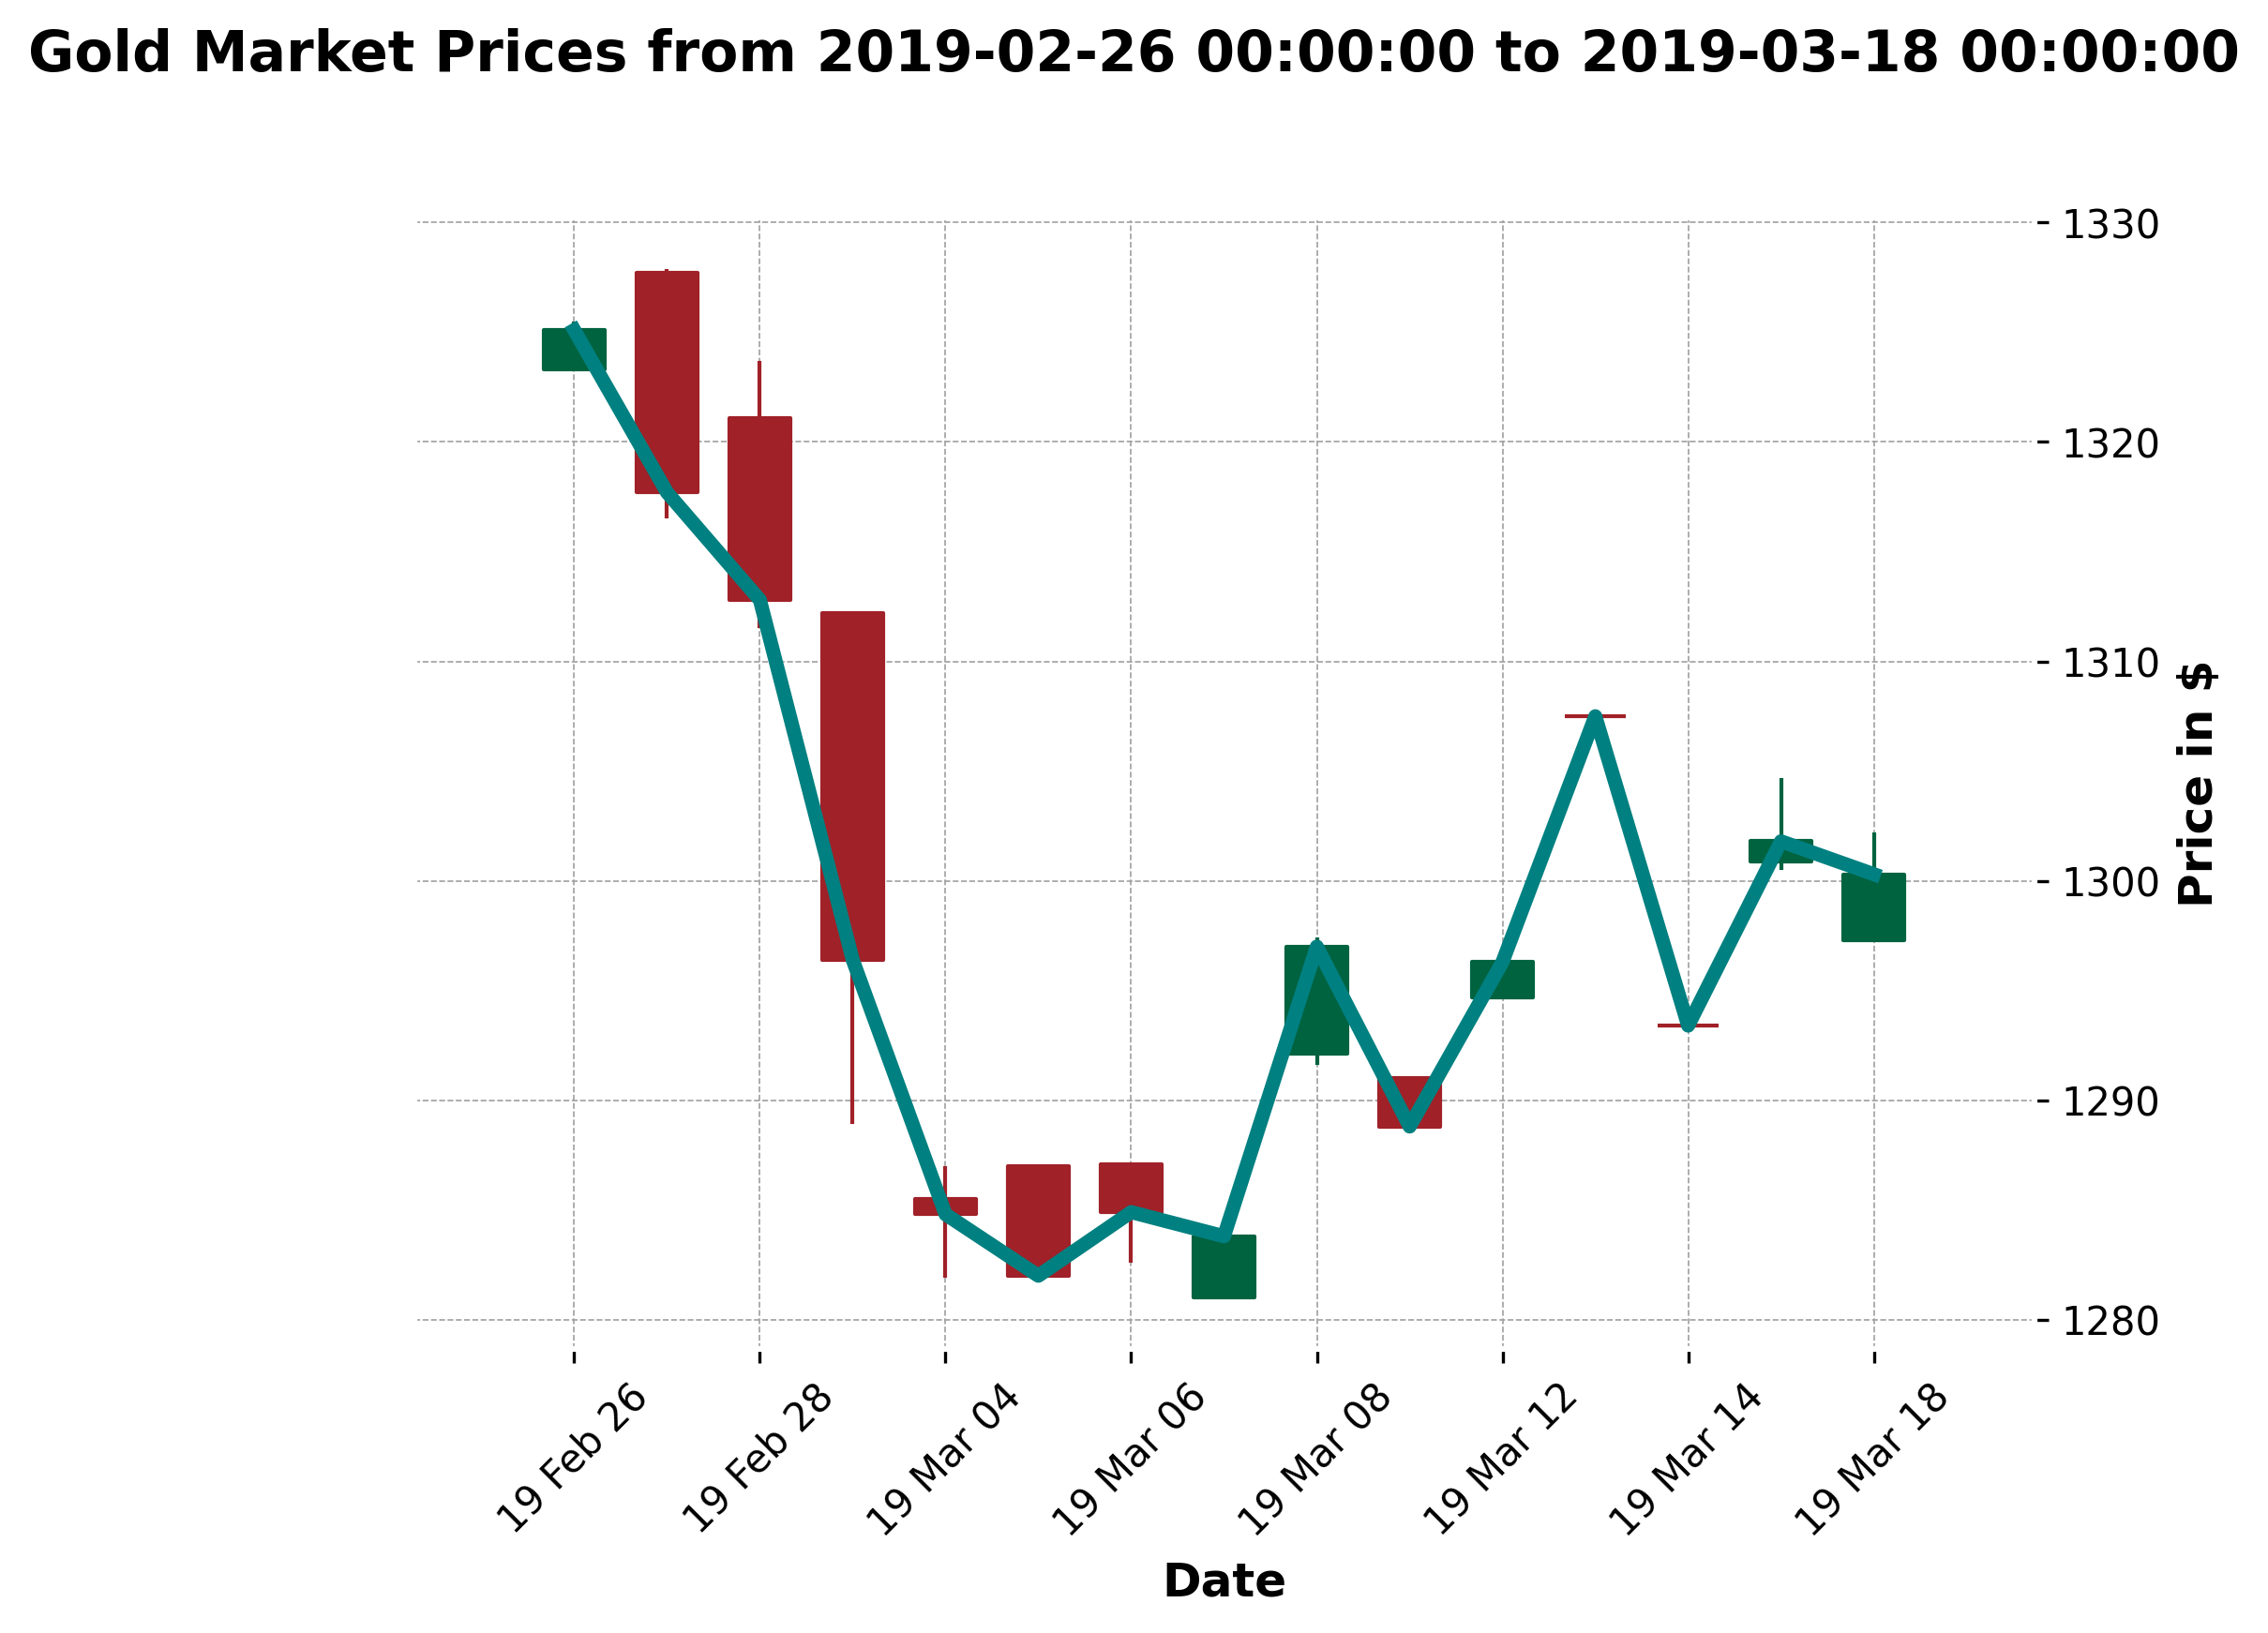 Gold Market Prices from 2019-02-26 00:00:00 to 2019-03-18 00:00:00
1330
1320
1310
1300
1290
1280
Price in $
19 Feb 26
19 Feb 28
19 Mar 04
19 Mar 06
19 Mar 08
19 Mar 12
19 Mar 14
19 Mar 18
Date